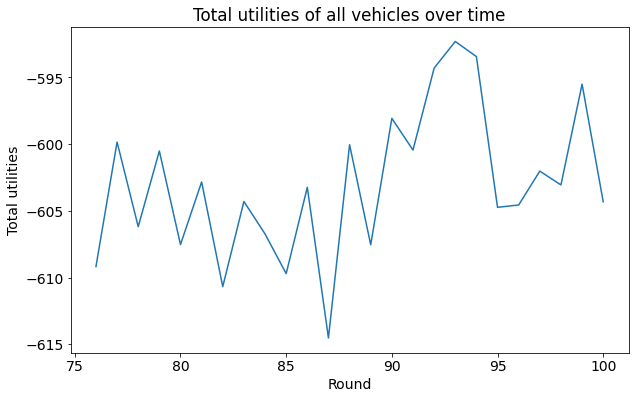 Total utilities of all vehicles over time
Total utilities
−595
−600
−605
−610
−615
75 80 85 90 95 100
Round